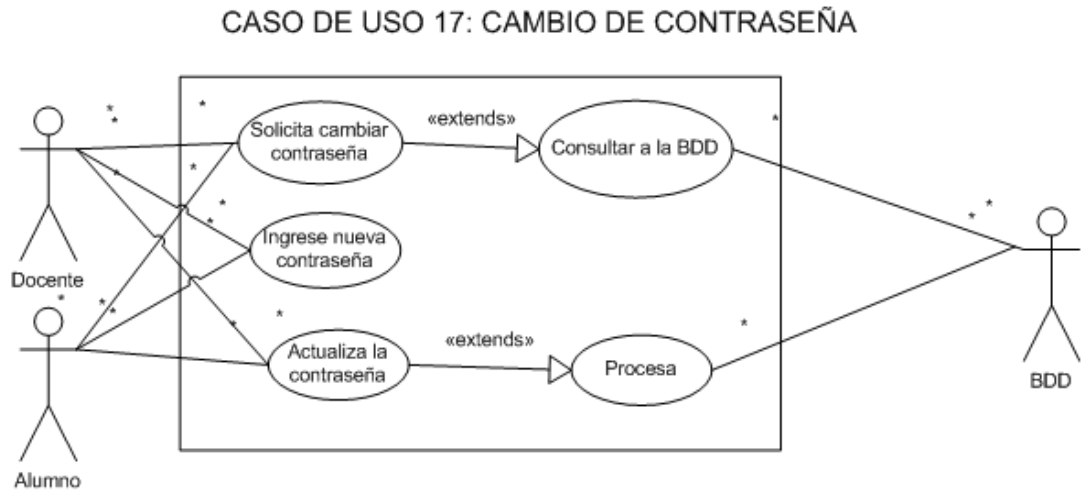 CASO DE USO 17: CAMBIO DE CONTRASEÑA
Solicita cambiar
contraseña
«extends»
Consultar a la BDD
Ingrese nueva
contraseña
Docente
Actualiza la
contraseña
«extends»
Procesa
BDD
Alumno